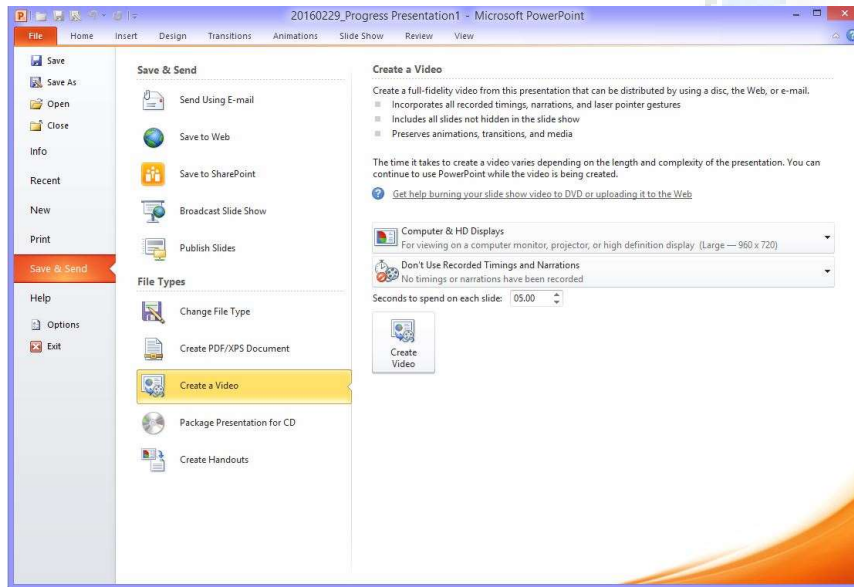 20160229_Progress Presentation1 - Microsoft PowerPoint
File Home Insert Design Transitions Animations Slide Show Review View
Save
Save As
Open
Close
Info
Recent
New
Print
Save & Send
Help
Options
Exit
Save & Send
Send Using E-mail
Save to Web
Save to SharePoint
Broadcast Slide Show
Publish Slides
File Types
Change File Type
Create PDF/XPS Document
Create a Video
Package Presentation for CD
Create Handouts
Create a Video
Create a full-fidelity video from this presentation that can be distributed by using a disc, the Web, or e-mail.
Incorporates all recorded timings, narrations, and laser pointer gestures
Includes all slides not hidden in the slide show
Preserves animations, transitions, and media
The time it takes to create a video varies depending on the length and complexity of the presentation. You can
continue to use PowerPoint while the video is being created.
Get help burning your slide show video to DVD or uploading it to the Web
Computer & HD Displays
For viewing on a computer monitor, projector, or high definition display (Large — 960 x 720)
Don't Use Recorded Timings and Narrations
No timings or narrations have been recorded
Seconds to spend on each slide: 05.00
Create
Video